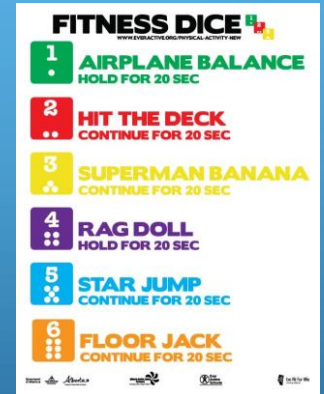 FITNESS DICE
WWW.EVERACTIVE.ORG/PHYSICAL-ACTIVITY-NEW
1
AIRPLANE BALANCE
HOLD FOR 20 SEC
2
HIT THE DECK
CONTINUE FOR 20 SEC
3
SUPERMAN BANANA
CONTINUE FOR 20 SEC
4
RAG DOLL
HOLD FOR 20 SEC
5
STAR JUMP
CONTINUE FOR 20 SEC
6
FLOOR JACK
CONTINUE FOR 20 SEC
Alberta